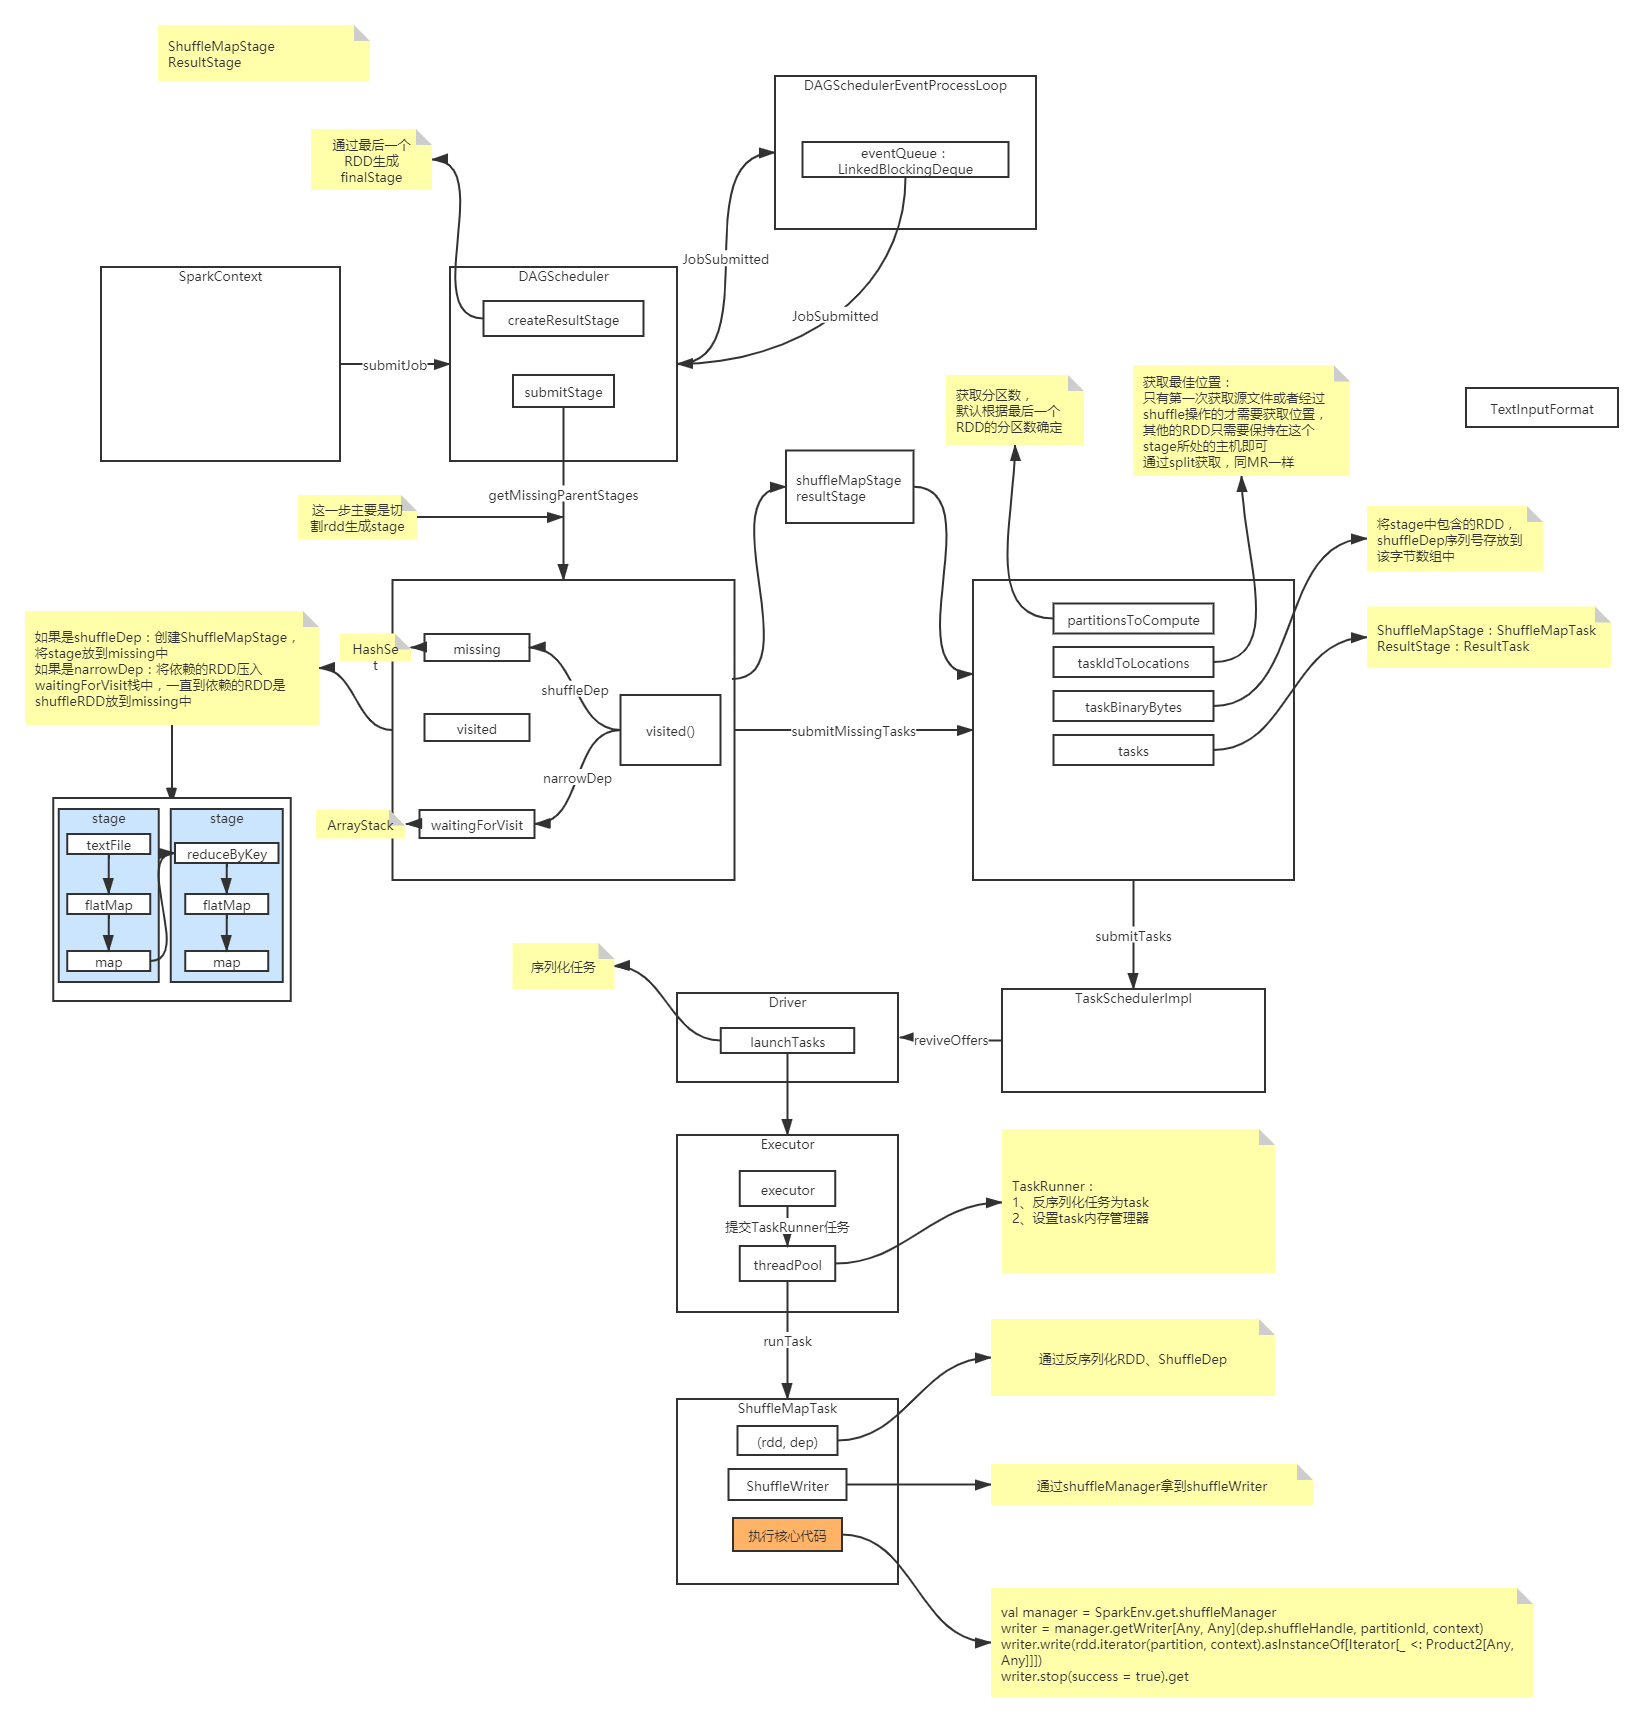 ShuffleMapStage
ResultStage
DAGSchedulerEventProcessLoop
eventQueue：
LinkedBlockingDeque
通过最后一个
RDD生成
finalStage
JobSubmitted
JobSubmitted
SparkContext
submitJob
DAGScheduler
createResultStage
submitStage
getMissingParentStages
这一步主要是切
割rdd生成stage
获取分区数，
默认根据最后一个
RDD的分区数确定
获取最佳位置：
只有第一次获取源文件或者经过
shuffle操作的才需要获取位置，
其他的RDD只需要保持在这个
stage所处的主机即可
通过split获取，同MR一样
TextInputFormat
shuffleMapStage
resultStage
将stage中包含的RDD，
shuffleDep序列号存放到
该字节数组中
如果是shuffleDep：创建ShuffleMapStage，
将stage放到missing中
如果是narrowDep：将依赖的RDD压入
waitingForVisit栈中，一直到依赖的RDD是
shuffleRDD放到missing中
HashSe
t
missing
shuffleDep
visited
visited()
narrowDep
ArrayStack
waitingForVisit
submitMissingTasks
partitionsToCompute
taskIdToLocations
taskBinaryBytes
tasks
ShuffleMapStage：ShuffleMapTask
ResultStage：ResultTask
stage
textFile
flatMap
map
stage
reduceByKey
flatMap
map
submitTasks
TaskSchedulerImpl
reviveOffers
序列化任务
Driver
launchTasks
Executor
executor
提交TaskRunner任务
threadPool
TaskRunner：
1、反序列化任务为task
2、设置task内存管理器
runTask
通过反序列化RDD、ShuffleDep
ShuffleMapTask
(rdd, dep)
ShuffleWriter
通过shuffleManager拿到shuffleWriter
执行核心代码
val manager = SparkEnv.get.shuffleManager
writer = manager.getWriter[Any, Any](dep.shuffleHandle, partitionId, context)
writer.write(rdd.iterator(partition, context).asInstanceOf[Iterator[_ <: Product2[Any,
Any]]])
writer.stop(success = true).get